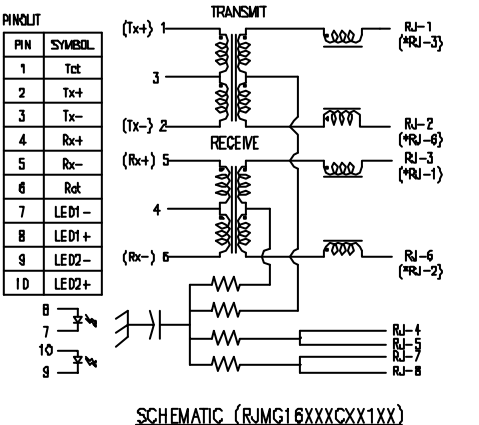 PINOUT
PIN SYMBOL
1 Tct
2 Tx+
3 Tx-
4 Rx+
5 Rx-
6 Rct
7 LED1-
8 LED1+
9 LED2-
10 LED2+
TRANSMIT
(Tx+) 1
3
(Tx-) 2
RJ-1
(*RJ-3)
RJ-2
(*RJ-6)
RECEIVE
(Rx+) 5
4
(Rx-) 6
RJ-3
(*RJ-1)
RJ-6
(*RJ-2)
RJ-4
RJ-5
RJ-7
RJ-8
8
7
10
9
SCHEMATIC (RJMG16XXXCXX1XX)